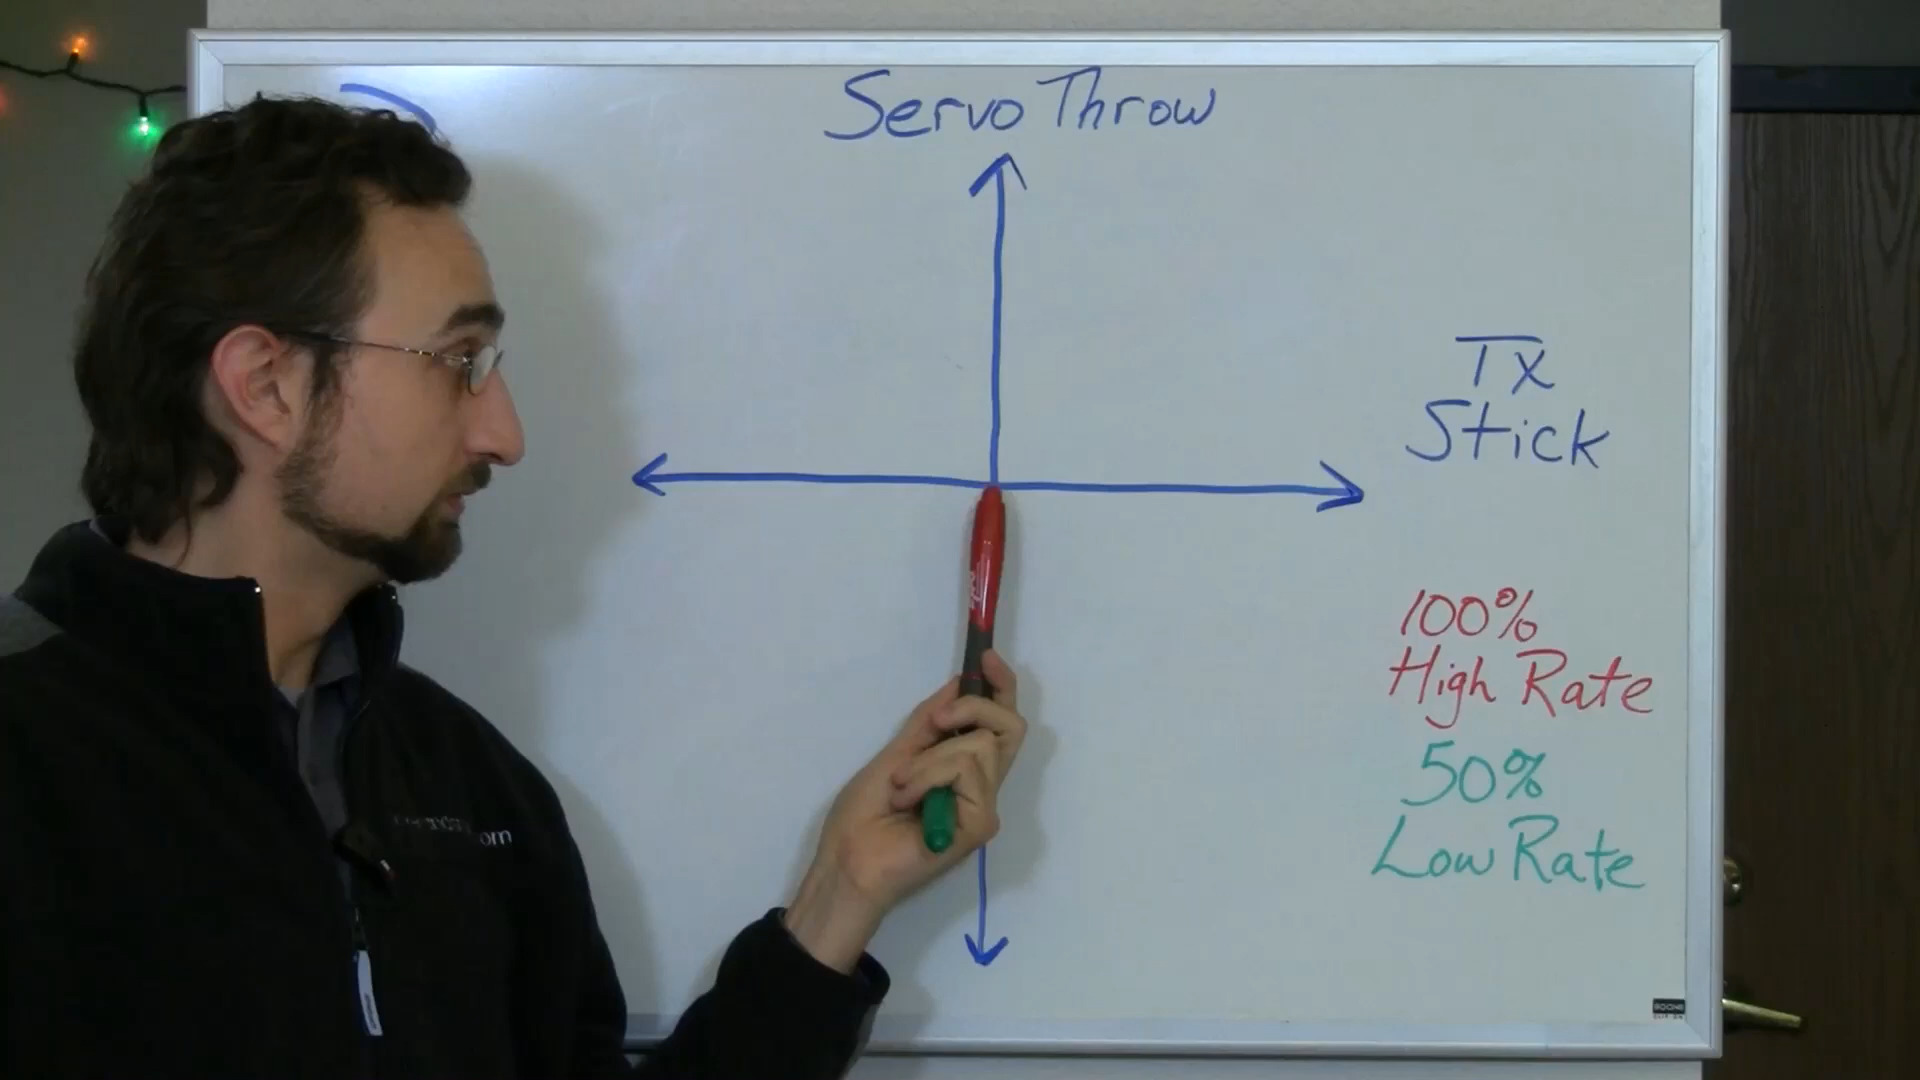 Servo Throw
Tx
Stick
100%
High Rate
50%
Low Rate